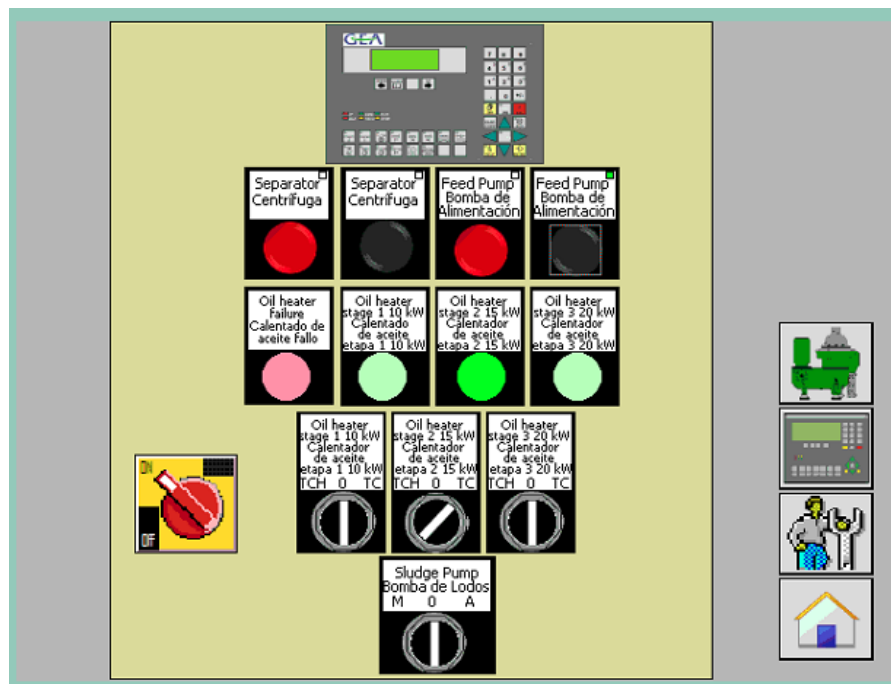 GEA
Separator
Centrífuga
Separator
Centrífuga
Feed Pump
Bomba de
Alimentación
Feed Pump
Bomba de
Alimentación
Oil heater
Failure
Calentado de
aceite fallo
Oil heater
stage 1 10 kW
Calentado
de aceite
etapa 1 10 kW
Oil heater
stage 2 15 kW
Calentador
de aceite
etapa 2 15 kW
Oil heater
stage 3 20 kW
Calentador
de aceite
etapa 3 20 kW
Oil heater
stage 1 10 kW
Calentador
de aceite
etapa 1 10 kW
TCH 0 TC
Oil heater
stage 2 15 kW
Calentador
de aceite
etapa 2 15 kW
TCH 0 TC
Oil heater
stage 3 20 kW
Calentador
de aceite
etapa 3 20 kW
TCH 0 TC
ON
OFF
Sludge Pump
Bomba de Lodos
M 0 A